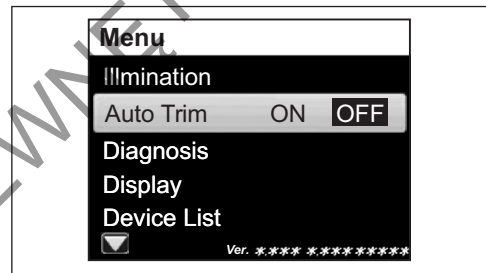 Menu
Illmination
Auto Trim ON OFF
Diagnosis
Display
Device List
Ver. *.*** *.*********